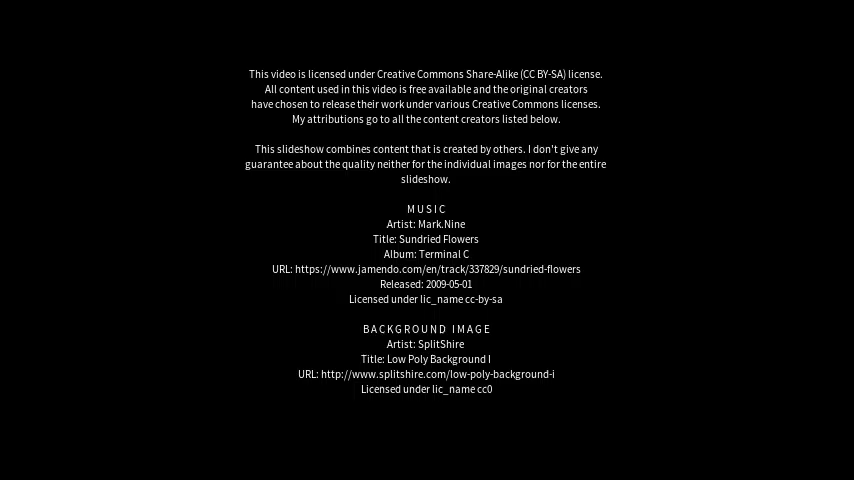 This video is licensed under Creative Commons Share-Alike (CC BY-SA) license.
All content used in this video is free available and the original creators
have chosen to release their work under various Creative Commons licenses.
My attributions go to all the content creators listed below.
This slideshow combines content that is created by others. I don't give any
guarantee about the quality neither for the individual images nor for the entire
slideshow.
MUSIC
Artist: Mark.Nine
Title: Sundried Flowers
Album: Terminal C
URL: https://www.jamendo.com/en/track/337829/sundried-flowers
Released: 2009-05-01
Licensed under lic_name cc-by-sa
BACKGROUND IMAGE
Artist: SplitShire
Title: Low Poly Background I
URL: http://www.splitshire.com/low-poly-background-i
Licensed under lic_name cc0